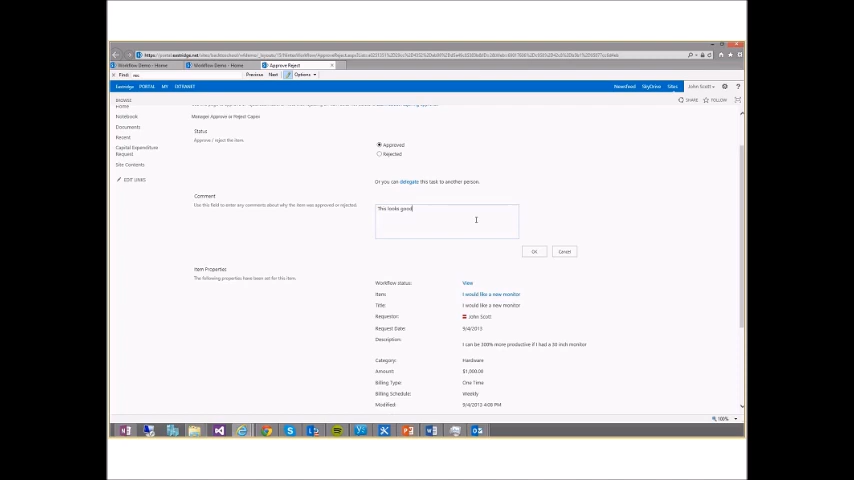 Workflow Demo - Home
Workflow Demo - Home
Approve Reject
Find:
Previous
Next
Options
Eastridge
PORTAL
MY
EXTRANET
Newsfeed
SkyDrive
Sites
John Scott
BROWSE
SHARE
FOLLOW
Home
Notebook
Documents
Recent
Capital Expenditure
Request
Site Contents
EDIT LINKS
Manager Approve or Reject Capex
Status
Approve / reject the item.
Approved
Rejected
Or you can delegate this task to another person.
Comment
Use this field to enter any comments about why the item was approved or rejected.
This looks good
OK
Cancel
Item Properties
The following properties have been set for this item.
Workflow status:
View
Item:
I would like a new monitor
Title:
I would like a new monitor
Requestor:
John Scott
Request Date:
9/4/2013
Description:
I can be 300% more productive if I had a 30 inch monitor
Category:
Hardware
Amount:
$1,000.00
Billing Type:
One Time
Billing Schedule:
Weekly
Modified:
9/4/2013 4:09 PM
100%